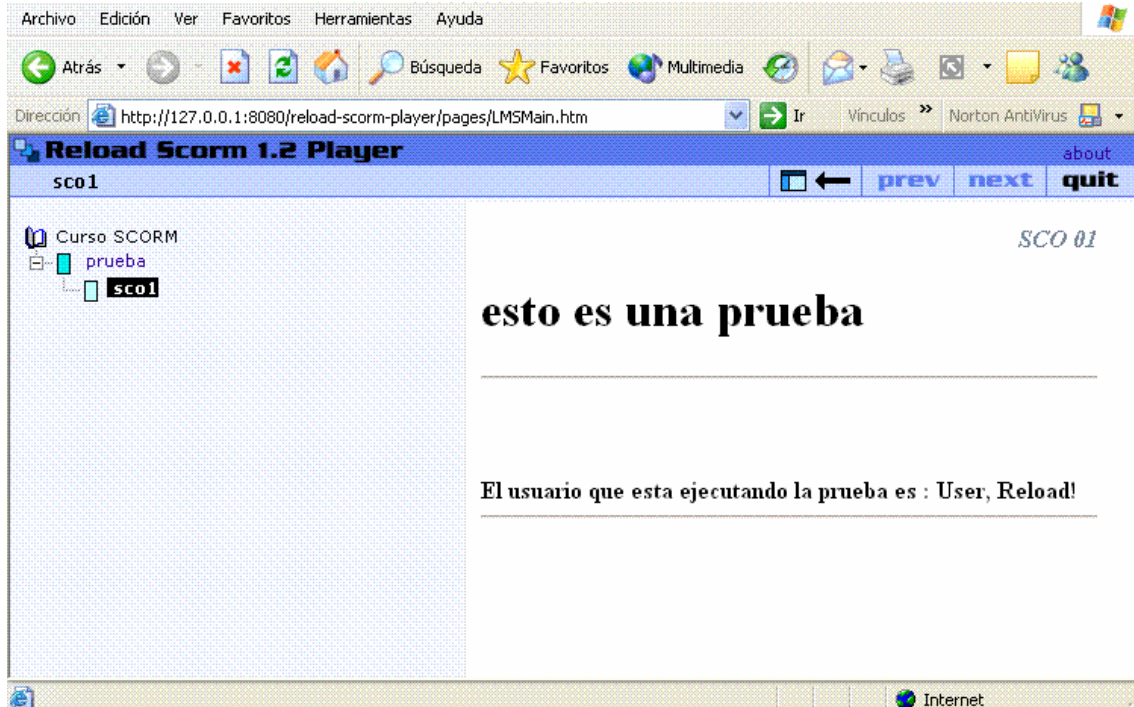 Archivo Edición Ver Favoritos Herramientas Ayuda
Atrás Búsqueda Favoritos Multimedia
Dirección http://127.0.0.1:8080/reload-scorm-player/pages/LMSMain.htm Ir Vínculos » Norton AntiVirus
Reload Scorm 1.2 Player about
sco1 prev next quit
Curso SCORM
prueba
sco1
SCO 01
esto es una prueba
El usuario que esta ejecutando la prueba es : User, Reload!
Internet